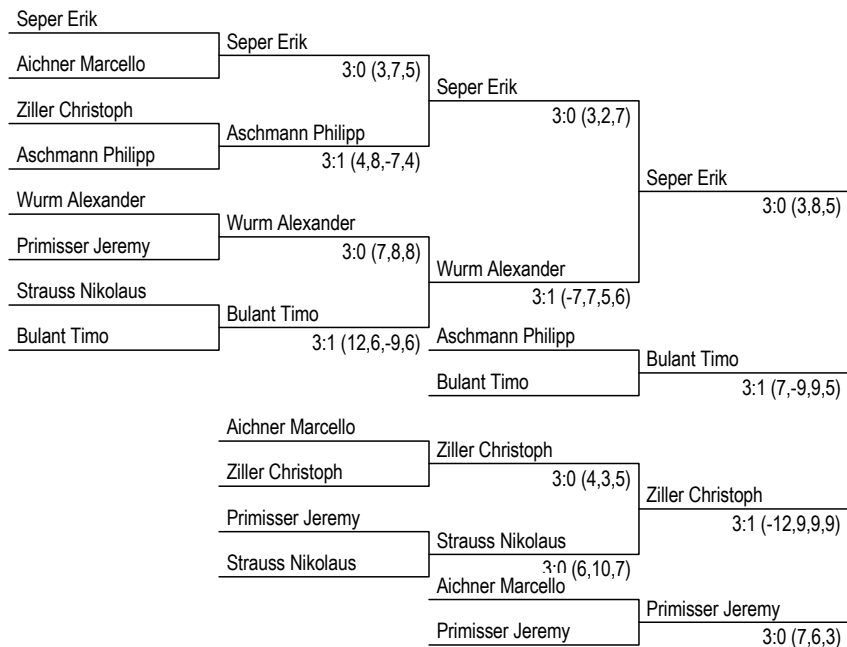 Seper Erik
Seper Erik
Aichner Marcello
3:0 (3,7,5)
Seper Erik
Ziller Christoph
3:0 (3,2,7)
Aschmann Philipp
Aschmann Philipp
3:1 (4,8,-7,4)
Seper Erik
Wurm Alexander
3:0 (3,8,5)
Wurm Alexander
Primisser Jeremy
3:0 (7,8,8)
Wurm Alexander
Strauss Nikolaus
3:1 (-7,7,5,6)
Bulant Timo
Bulant Timo
3:1 (12,6,-9,6)
Aschmann Philipp
Bulant Timo
Bulant Timo
3:1 (7,-9,9,5)
Aichner Marcello
Ziller Christoph
Ziller Christoph
3:0 (4,3,5)
Ziller Christoph
Primisser Jeremy
3:1 (-12,9,9,9)
Strauss Nikolaus
Strauss Nikolaus
3:0 (6,10,7)
Aichner Marcello
Primisser Jeremy
Primisser Jeremy
3:0 (7,6,3)